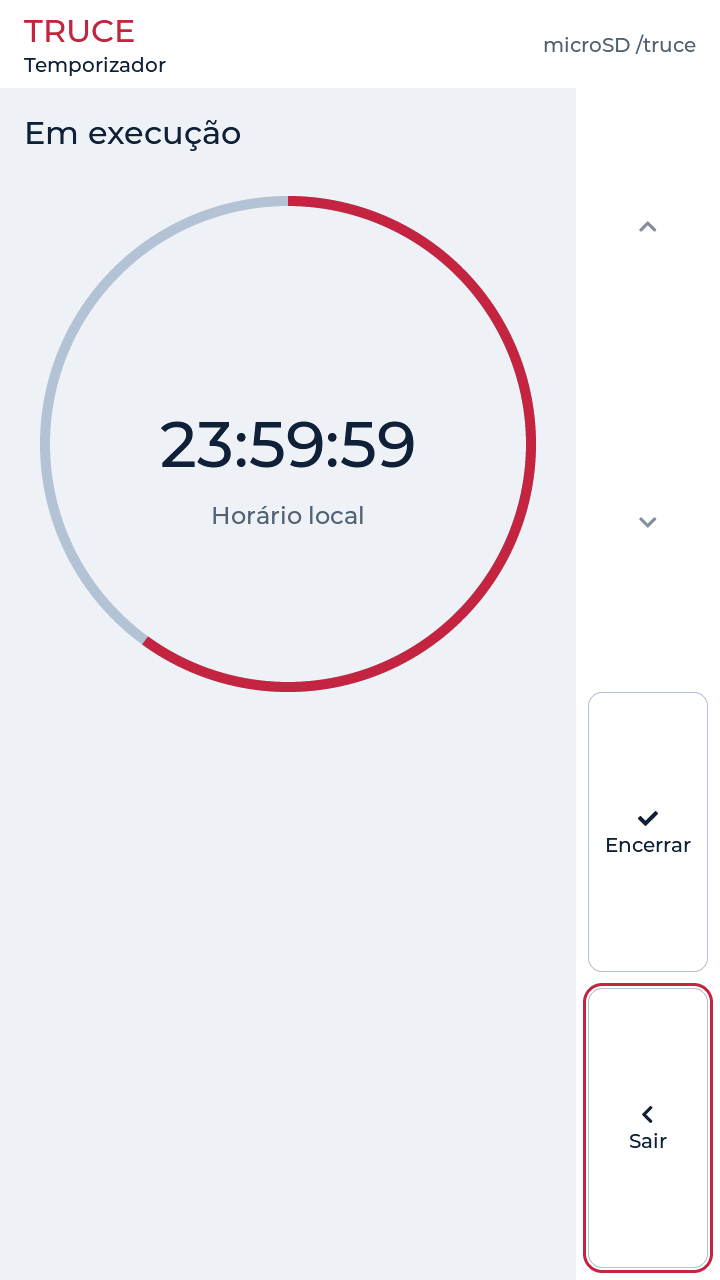 TRUCE
Temporizador
microSD /truce
Em execução
23:59:59
Horário local
Encerrar
Sair